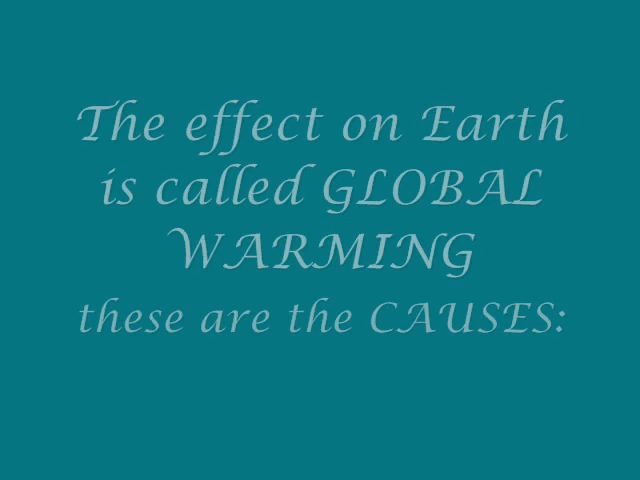 The effect on Earth
is called GLOBAL
WARMING
these are the CAUSES: